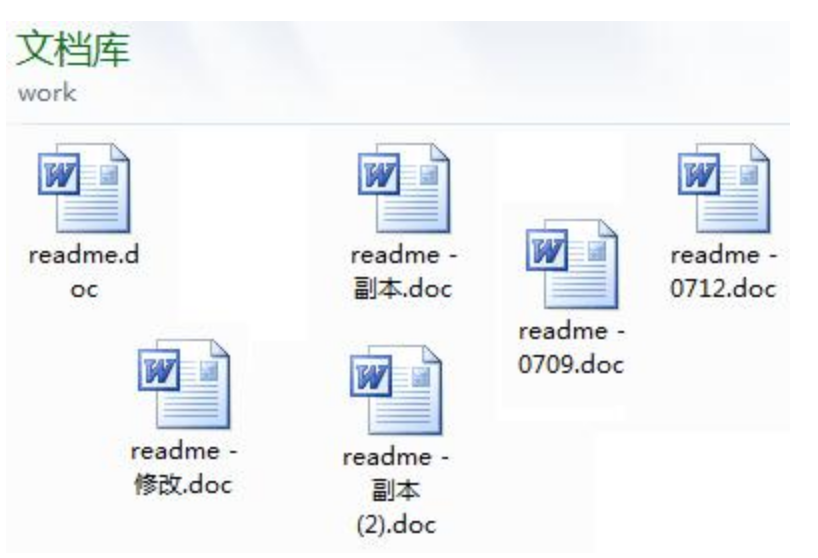 文档库
work
readme.d
oc
readme -
副本.doc
readme -
0709.doc
readme -
0712.doc
readme -
修改.doc
readme -
副本
(2).doc